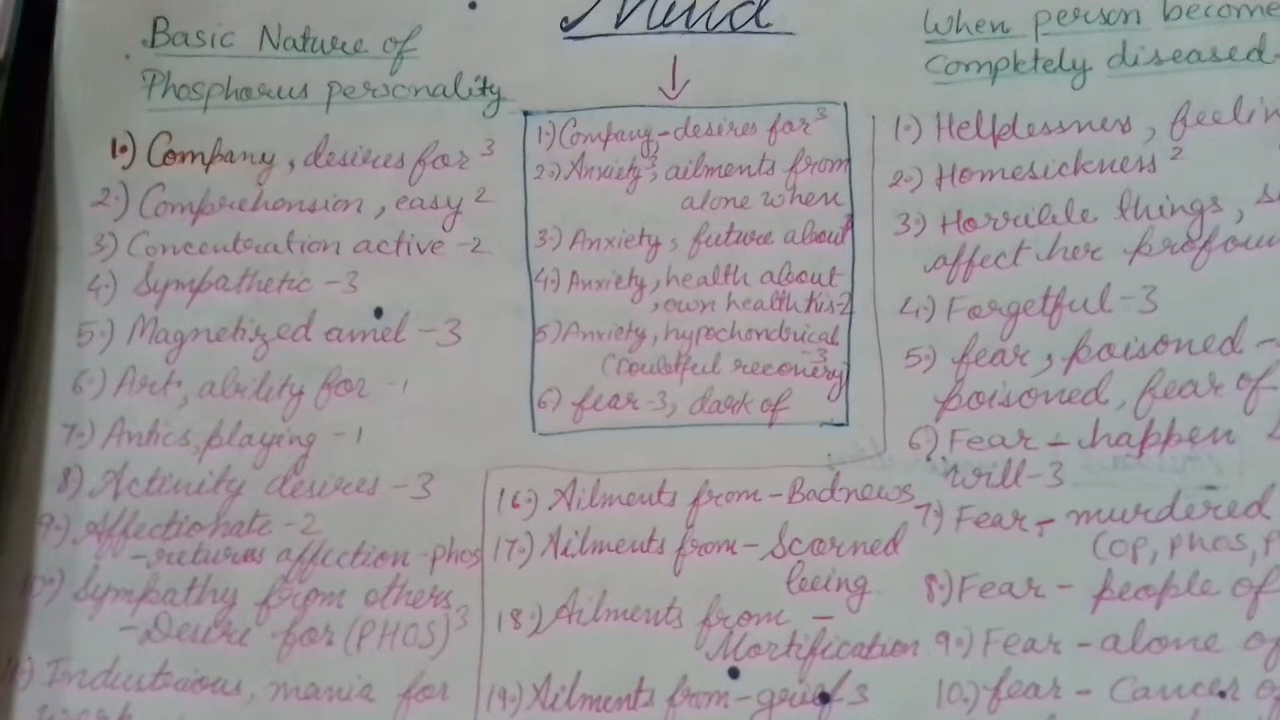 Mind
Basic Nature of
Phosphorus personality
1.) Company, desires for 3
2.) Comprehension, easy 2
3) Concentration active -2
4.) Sympathetic -3
5.) Magnetized amel -3
6.) Art, ability for -1
7.) Antics, playing -1
8) Activity desires -3
9.) Affectionate -2
-returns affection-phos
10.) Sympathy from others
-Desire for (PHOS) 3
11) Industrious, mania for
work
1.) Company, -desires for 3
2.) Anxiety 3, ailments from
alone when
3.) Anxiety, future about
4.) Anxiety, health about
, own health his-2
5) Anxiety, hypochondrical
(Doubtful recovery 3
6) fear-3, dark of
16.) Ailments from-Badnews
17.) Ailments from-Scorned
being
18.) Ailments from -
Mortification
19.) Ailments from-grief 3
When person become
completely diseased.
1.) Helplessness, feelin
2.) Homesickness 2
3.) Horrible things,
affect her profou
4.) Forgetful-3
5.) fear, poisoned -
poisoned, fear of
6.) Fear - happen
will-3
7) Fear - murdered
(op, phos, p
8.) Fear - people of
9.) Fear - alone of
10.) fear - Cancer of